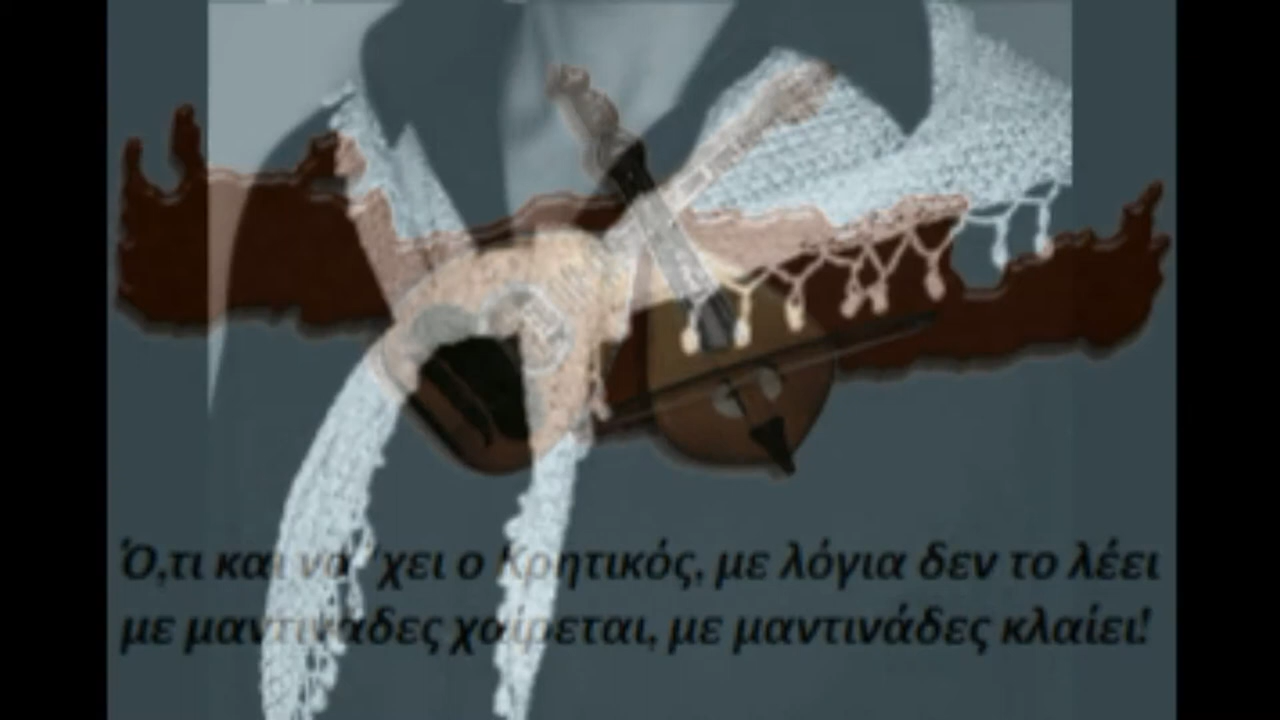 Ό,τι και να 'χει ο Κρητικός, με λόγια δεν το λέει
με μαντινάδες χαίρεται, με μαντινάδες κλαίει!